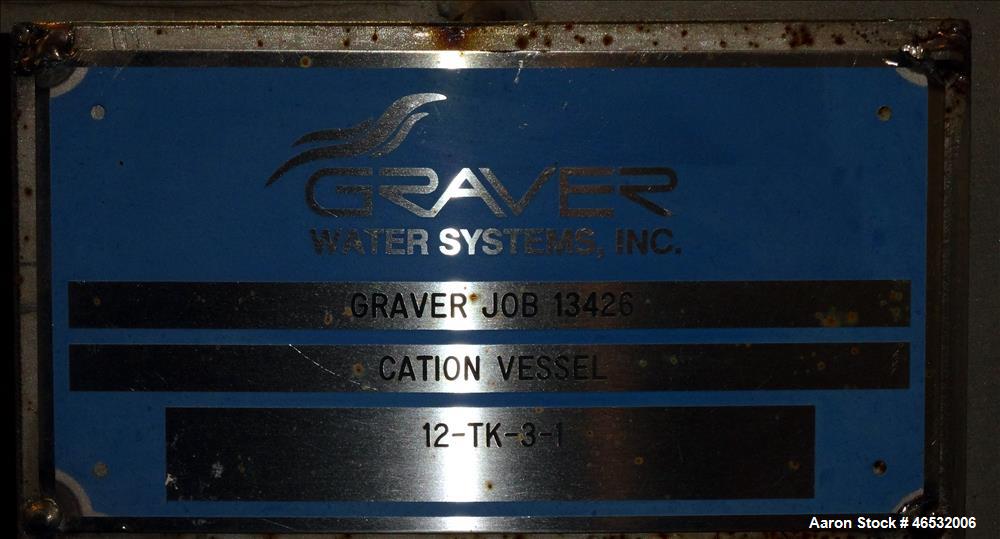 GRAVER
WATER SYSTEMS, INC.
GRAVER JOB 13426
CATION VESSEL
12-TK-3-1
Aaron Stock # 46532006